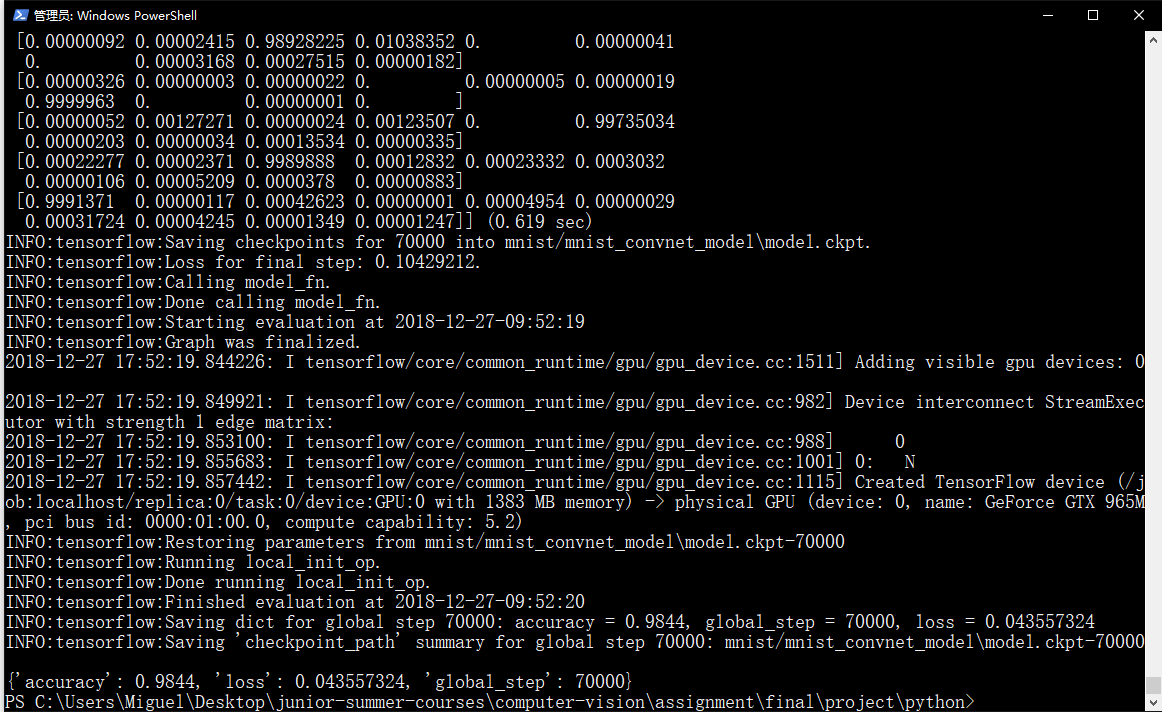 管理员: Windows PowerShell
[0.00000092 0.00002415 0.98928225 0.01038352 0.         0.00000041
 0.         0.00003168 0.00027515 0.00000182]
[0.00000326 0.00000003 0.00000022 0.         0.00000005 0.00000019
 0.9999963  0.         0.00000001 0.        ]
[0.00000052 0.00127271 0.00000024 0.00123507 0.         0.99735034
 0.00000203 0.00000034 0.00013534 0.00000335]
[0.00022277 0.00002371 0.9989888  0.00012832 0.00023332 0.0003032
 0.00000106 0.00005209 0.0000378  0.00000883]
[0.9991371  0.00000117 0.00042623 0.00000001 0.00004954 0.00000029
 0.00031724 0.00004245 0.00001349 0.00001247]] (0.619 sec)
INFO:tensorflow:Saving checkpoints for 70000 into mnist/mnist_convnet_model\model.ckpt.
INFO:tensorflow:Loss for final step: 0.10429212.
INFO:tensorflow:Calling model_fn.
INFO:tensorflow:Done calling model_fn.
INFO:tensorflow:Starting evaluation at 2018-12-27-09:52:19
INFO:tensorflow:Graph was finalized.
2018-12-27 17:52:19.844226: I tensorflow/core/common_runtime/gpu/gpu_device.cc:1511] Adding visible gpu devices: 0
2018-12-27 17:52:19.849921: I tensorflow/core/common_runtime/gpu/gpu_device.cc:982] Device interconnect StreamExec
utor with strength 1 edge matrix:
2018-12-27 17:52:19.853100: I tensorflow/core/common_runtime/gpu/gpu_device.cc:988]      0
2018-12-27 17:52:19.855683: I tensorflow/core/common_runtime/gpu/gpu_device.cc:1001] 0:   N
2018-12-27 17:52:19.857442: I tensorflow/core/common_runtime/gpu/gpu_device.cc:1115] Created TensorFlow device (/j
ob:localhost/replica:0/task:0/device:GPU:0 with 1383 MB memory) -> physical GPU (device: 0, name: GeForce GTX 965M
, pci bus id: 0000:01:00.0, compute capability: 5.2)
INFO:tensorflow:Restoring parameters from mnist/mnist_convnet_model\model.ckpt-70000
INFO:tensorflow:Running local_init_op.
INFO:tensorflow:Done running local_init_op.
INFO:tensorflow:Finished evaluation at 2018-12-27-09:52:20
INFO:tensorflow:Saving dict for global step 70000: accuracy = 0.9844, global_step = 70000, loss = 0.043557324
INFO:tensorflow:Saving 'checkpoint_path' summary for global step 70000: mnist/mnist_convnet_model\model.ckpt-70000
{'accuracy': 0.9844, 'loss': 0.043557324, 'global_step': 70000}
PS C:\Users\Miguel\Desktop\junior-summer-courses\computer-vision\assignment\final\project\python>